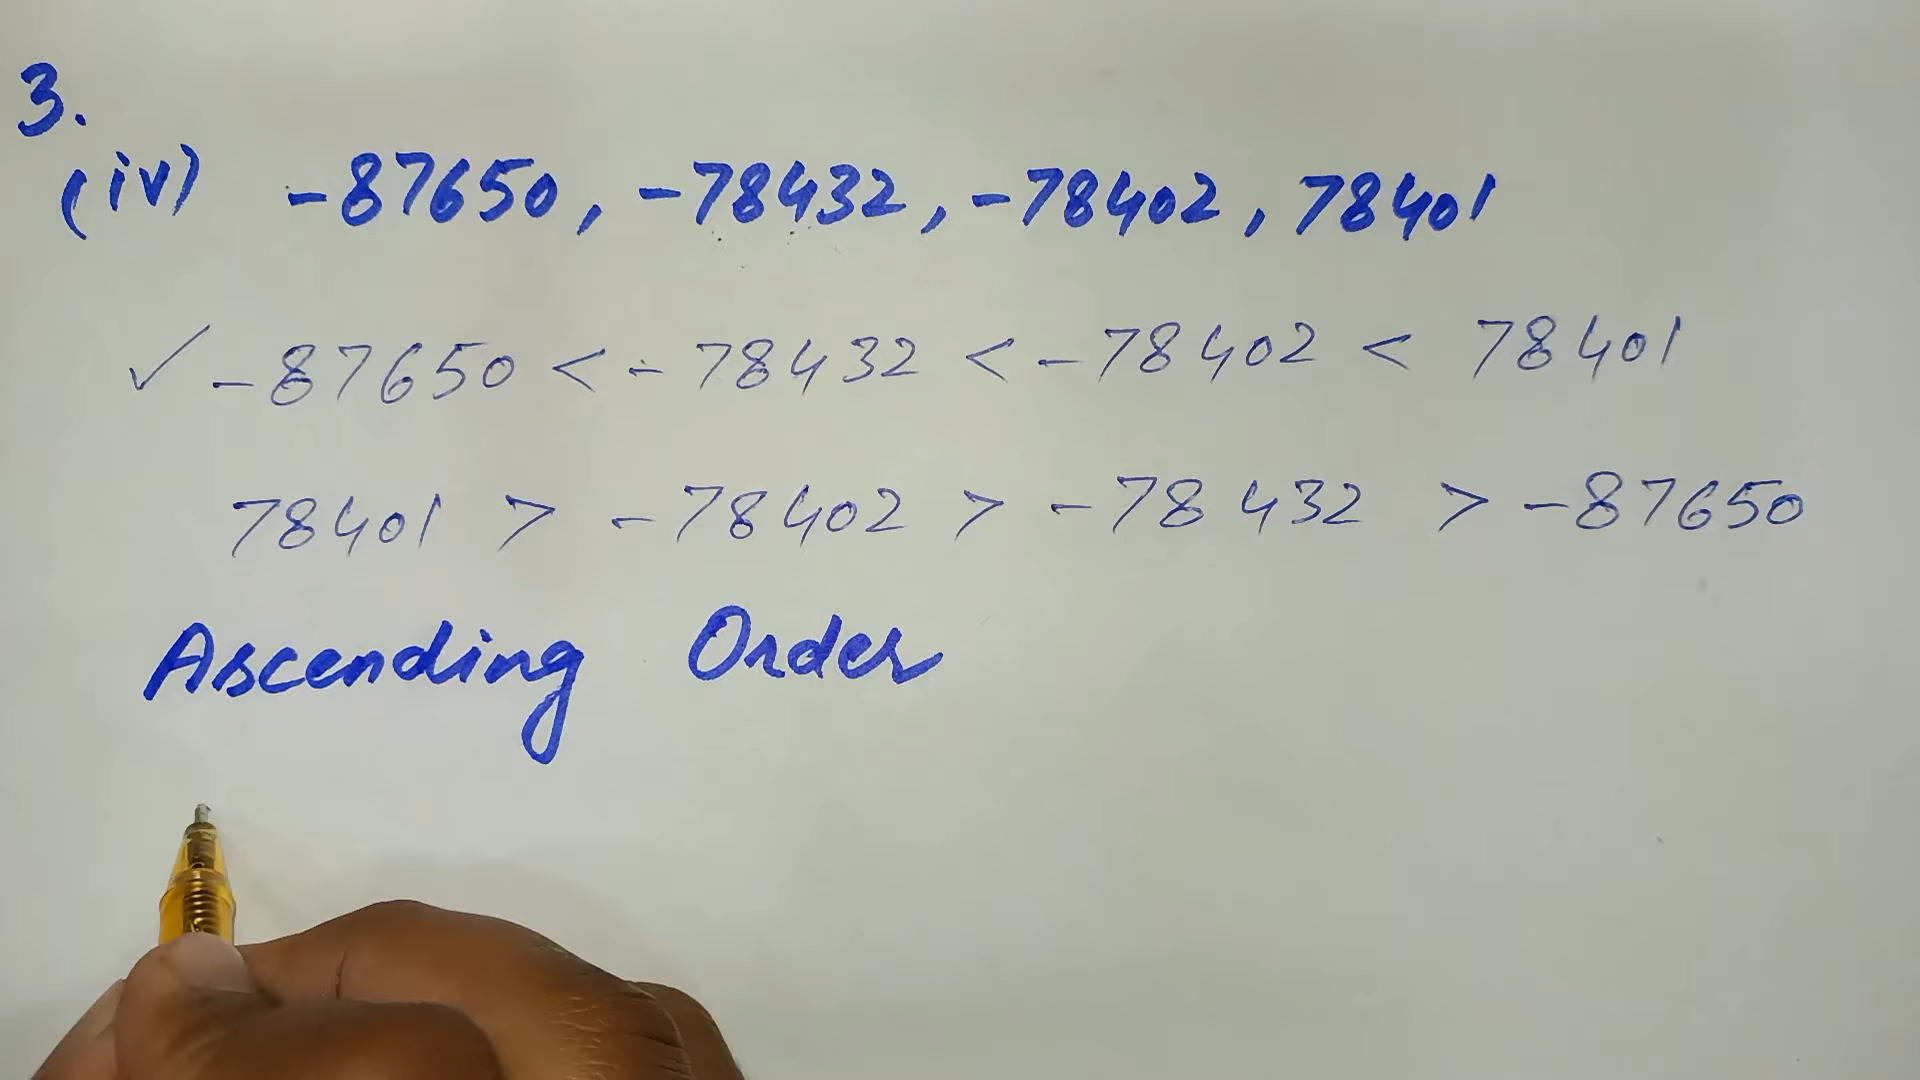 3.
(iv) -87650, -78432, -78402, 78401
✓ -87650 < - 78432 < -78402 < 78401
78401 > -78402 > -78432 > -87650
Ascending Order